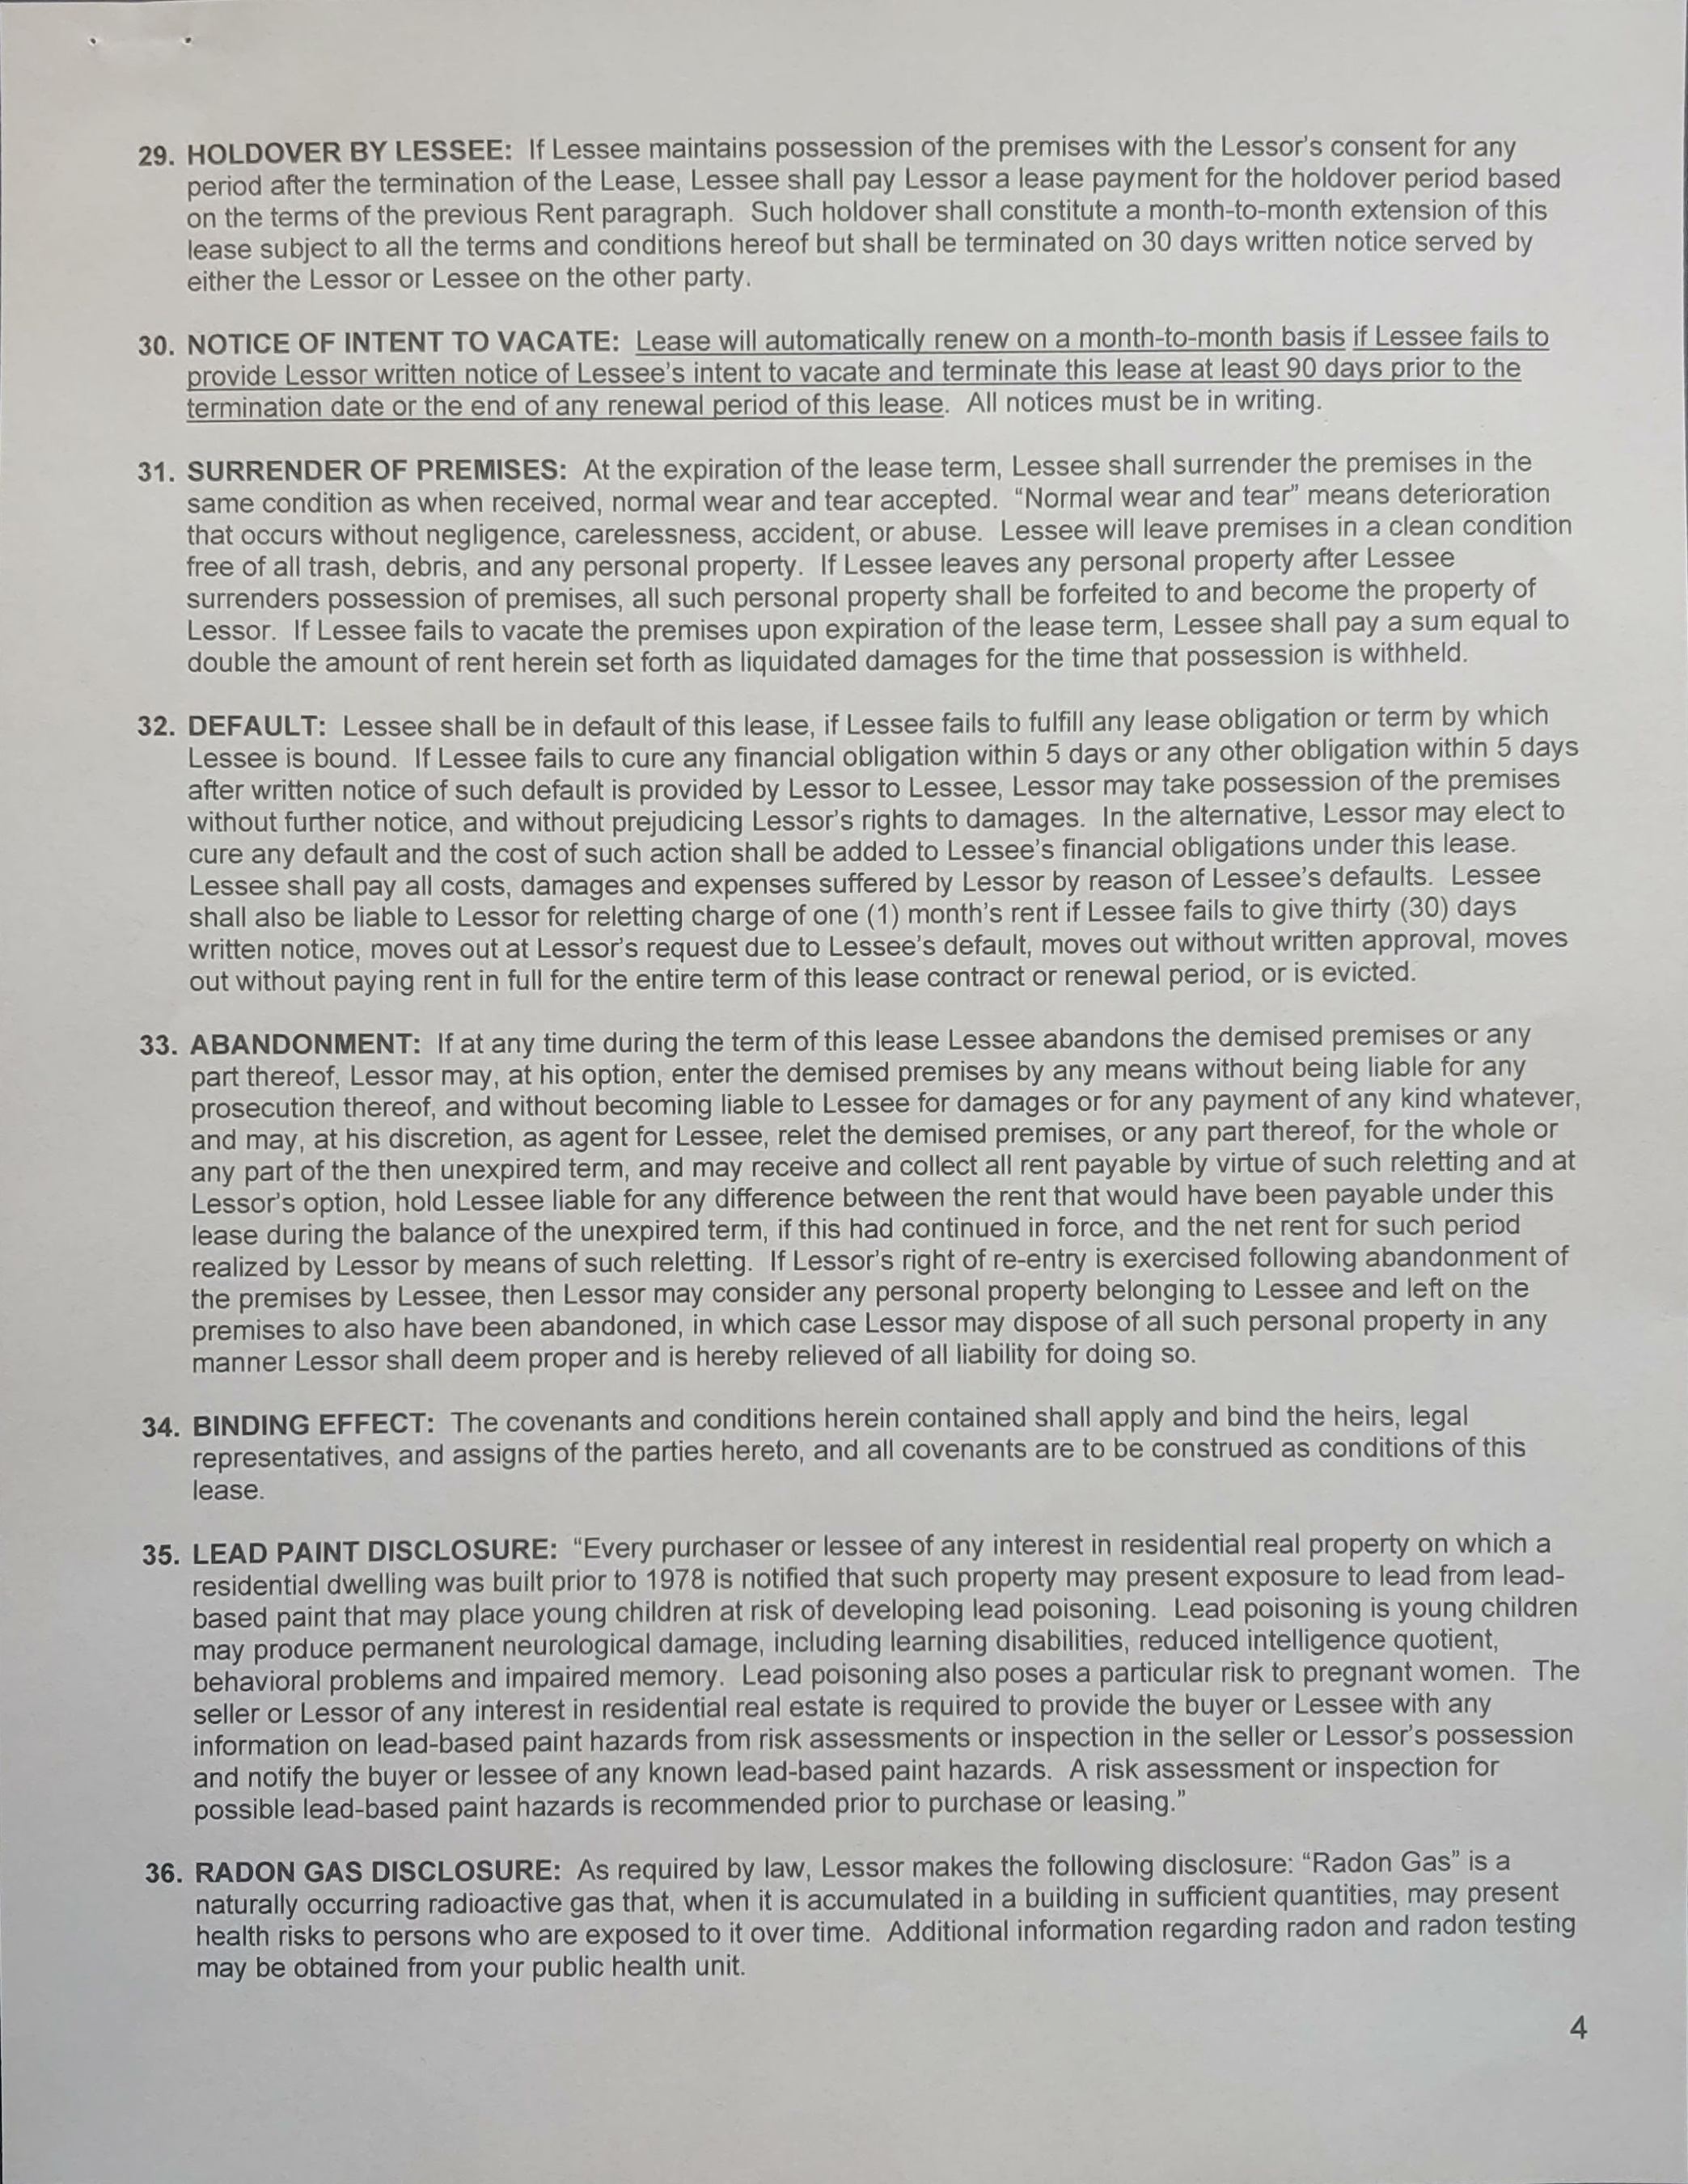 29. HOLDOVER BY LESSEE: If Lessee maintains possession of the premises with the Lessor's consent for any
period after the termination of the Lease, Lessee shall pay Lessor a lease payment for the holdover period based
on the terms of the previous Rent paragraph. Such holdover shall constitute a month-to-month extension of this
lease subject to all the terms and conditions hereof but shall be terminated on 30 days written notice served by
either the Lessor or Lessee on the other party.
30. NOTICE OF INTENT TO VACATE: Lease will automatically renew on a month-to-month basis if Lessee fails to
provide Lessor written notice of Lessee's intent to vacate and terminate this lease at least 90 days prior to the
termination date or the end of any renewal period of this lease. All notices must be in writing.
31. SURRENDER OF PREMISES: At the expiration of the lease term, Lessee shall surrender the premises in the
same condition as when received, normal wear and tear accepted. “Normal wear and tear” means deterioration
that occurs without negligence, carelessness, accident, or abuse. Lessee will leave premises in a clean condition
free of all trash, debris, and any personal property. If Lessee leaves any personal property after Lessee
surrenders possession of premises, all such personal property shall be forfeited to and become the property of
Lessor. If Lessee fails to vacate the premises upon expiration of the lease term, Lessee shall pay a sum equal to
double the amount of rent herein set forth as liquidated damages for the time that possession is withheld.
32. DEFAULT: Lessee shall be in default of this lease, if Lessee fails to fulfill any lease obligation or term by which
Lessee is bound. If Lessee fails to cure any financial obligation within 5 days or any other obligation within 5 days
after written notice of such default is provided by Lessor to Lessee, Lessor may take possession of the premises
without further notice, and without prejudicing Lessor's rights to damages. In the alternative, Lessor may elect to
cure any default and the cost of such action shall be added to Lessee's financial obligations under this lease.
Lessee shall pay all costs, damages and expenses suffered by Lessor by reason of Lessee's defaults. Lessee
shall also be liable to Lessor for reletting charge of one (1) month's rent if Lessee fails to give thirty (30) days
written notice, moves out at Lessor's request due to Lessee's default, moves out without written approval, moves
out without paying rent in full for the entire term of this lease contract or renewal period, or is evicted.
33. ABANDONMENT: If at any time during the term of this lease Lessee abandons the demised premises or any
part thereof, Lessor may, at his option, enter the demised premises by any means without being liable for any
prosecution thereof, and without becoming liable to Lessee for damages or for any payment of any kind whatever,
and may, at his discretion, as agent for Lessee, relet the demised premises, or any part thereof, for the whole or
any part of the then unexpired term, and may receive and collect all rent payable by virtue of such reletting and at
Lessor's option, hold Lessee liable for any difference between the rent that would have been payable under this
lease during the balance of the unexpired term, if this had continued in force, and the net rent for such period
realized by Lessor by means of such reletting. If Lessor's right of re-entry is exercised following abandonment of
the premises by Lessee, then Lessor may consider any personal property belonging to Lessee and left on the
premises to also have been abandoned, in which case Lessor may dispose of all such personal property in any
manner Lessor shall deem proper and is hereby relieved of all liability for doing so.
34. BINDING EFFECT: The covenants and conditions herein contained shall apply and bind the heirs, legal
representatives, and assigns of the parties hereto, and all covenants are to be construed as conditions of this
lease.
35. LEAD PAINT DISCLOSURE: “Every purchaser or lessee of any interest in residential real property on which a
residential dwelling was built prior to 1978 is notified that such property may present exposure to lead from lead-
based paint that may place young children at risk of developing lead poisoning. Lead poisoning is young children
may produce permanent neurological damage, including learning disabilities, reduced intelligence quotient,
behavioral problems and impaired memory. Lead poisoning also poses a particular risk to pregnant women. The
seller or Lessor of any interest in residential real estate is required to provide the buyer or Lessee with any
information on lead-based paint hazards from risk assessments or inspection in the seller or Lessor's possession
and notify the buyer or lessee of any known lead-based paint hazards. A risk assessment or inspection for
possible lead-based paint hazards is recommended prior to purchase or leasing.”
36. RADON GAS DISCLOSURE: As required by law, Lessor makes the following disclosure: “Radon Gas” is a
naturally occurring radioactive gas that, when it is accumulated in a building in sufficient quantities, may present
health risks to persons who are exposed to it over time. Additional information regarding radon and radon testing
may be obtained from your public health unit.
4